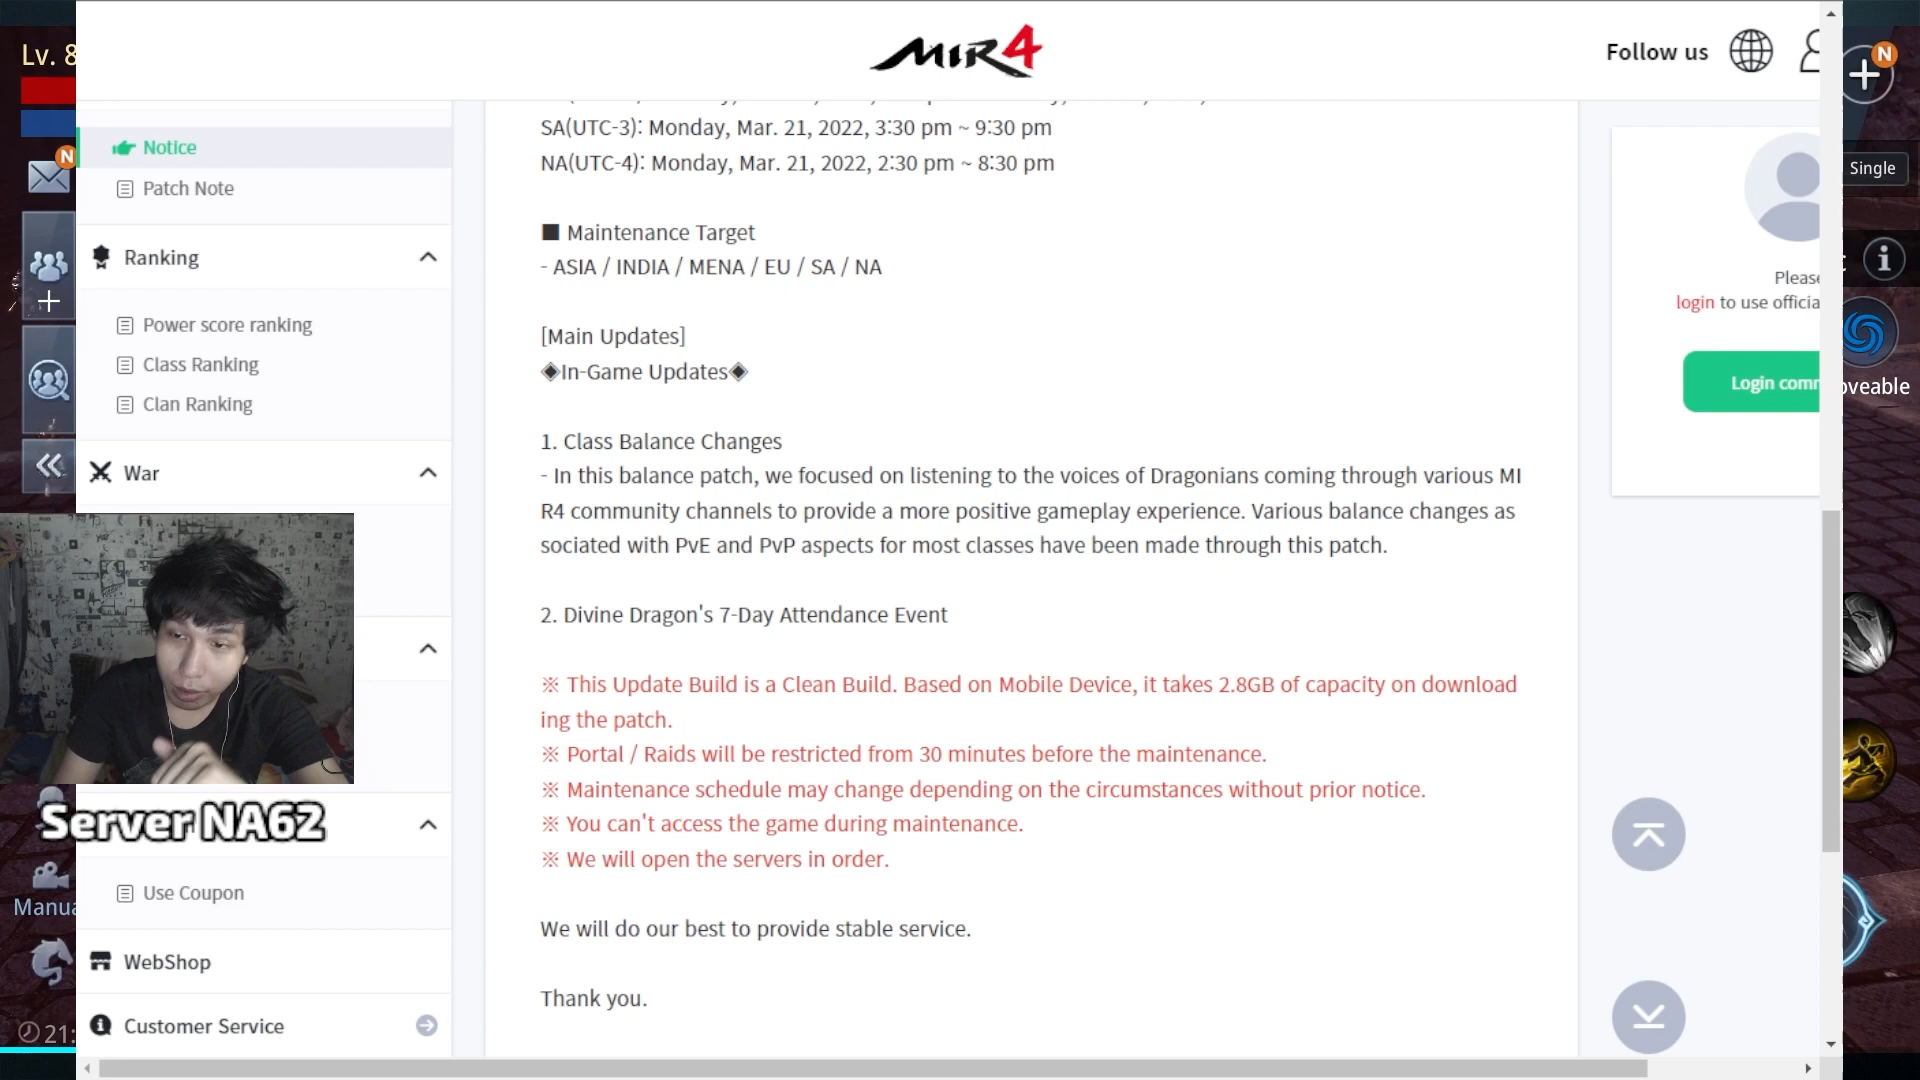 MIR4
Follow us
Lv. 8
N
N
Notice
Patch Note
Ranking
Power score ranking
Class Ranking
Clan Ranking
War
Server NA62
Use Coupon
WebShop
Customer Service
21:
SA(UTC-3): Monday, Mar. 21, 2022, 3:30 pm ~ 9:30 pm
NA(UTC-4): Monday, Mar. 21, 2022, 2:30 pm ~ 8:30 pm
■ Maintenance Target
- ASIA / INDIA / MENA / EU / SA / NA
[Main Updates]
◈In-Game Updates◈
1. Class Balance Changes
- In this balance patch, we focused on listening to the voices of Dragonians coming through various MI
R4 community channels to provide a more positive gameplay experience. Various balance changes as
sociated with PvE and PvP aspects for most classes have been made through this patch.
2. Divine Dragon's 7-Day Attendance Event
※ This Update Build is a Clean Build. Based on Mobile Device, it takes 2.8GB of capacity on download
ing the patch.
※ Portal / Raids will be restricted from 30 minutes before the maintenance.
※ Maintenance schedule may change depending on the circumstances without prior notice.
※ You can't access the game during maintenance.
※ We will open the servers in order.
We will do our best to provide stable service.
Thank you.
Please
login to use officia
Login comm
Single
oveable
Manua